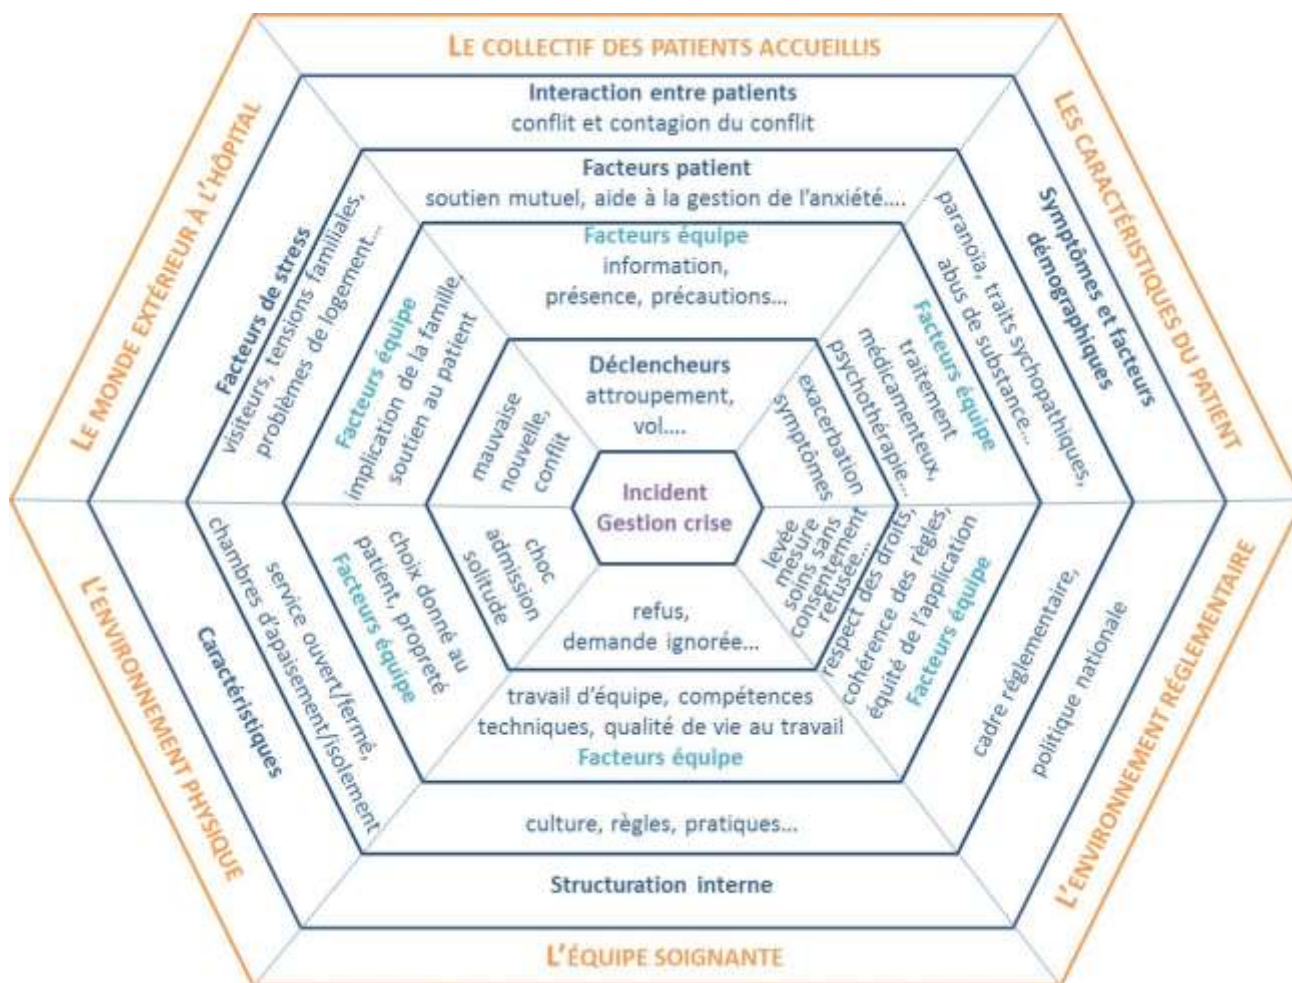 LE COLLECTIF DES PATIENTS ACCUEILLIS
Interaction entre patients
conflit et contagion du conflit
Facteurs patient
soutien mutuel, aide à la gestion de l'anxiété....
Facteurs équipe
information,
présence, précautions...
Déclencheurs
attroupement,
vol....
Incident
Gestion crise
LES CARACTÉRISTIQUES DU PATIENT
Symptômes et facteurs
démographiques
paranoïa, traits sychopathiques,
abus de substance...
Facteurs équipe
traitement
médicamenteux,
psychothérapie...
exacerbation
symptômes
L'ENVIRONNEMENT RÉGLEMENTAIRE
politique nationale
cadre réglementaire,
Facteurs équipe
équité de l'application
cohérence des règles,
respect des droits,
levée
mesure
soins sans
consentement
refusée...
refus,
demande ignorée...
travail d'équipe, compétences
techniques, qualité de vie au travail
Facteurs équipe
culture, règles, pratiques...
Structuration interne
L'ÉQUIPE SOIGNANTE
L'ENVIRONEMENT PHYSIQUE
Caractéristiques
service ouvert/fermé,
chambres d'apaisement/isolement
choix donné au
patient, propreté
Facteurs équipe
choc
admission
solitude
LE MONDE EXTÉRIEUR À L'HÔPITAL
Facteurs de stress
visiteurs, tensions familiales,
problèmes de logement...
Facteurs équipe
implication de la famille,
soutien au patient
mauvaise
nouvelle,
conflit